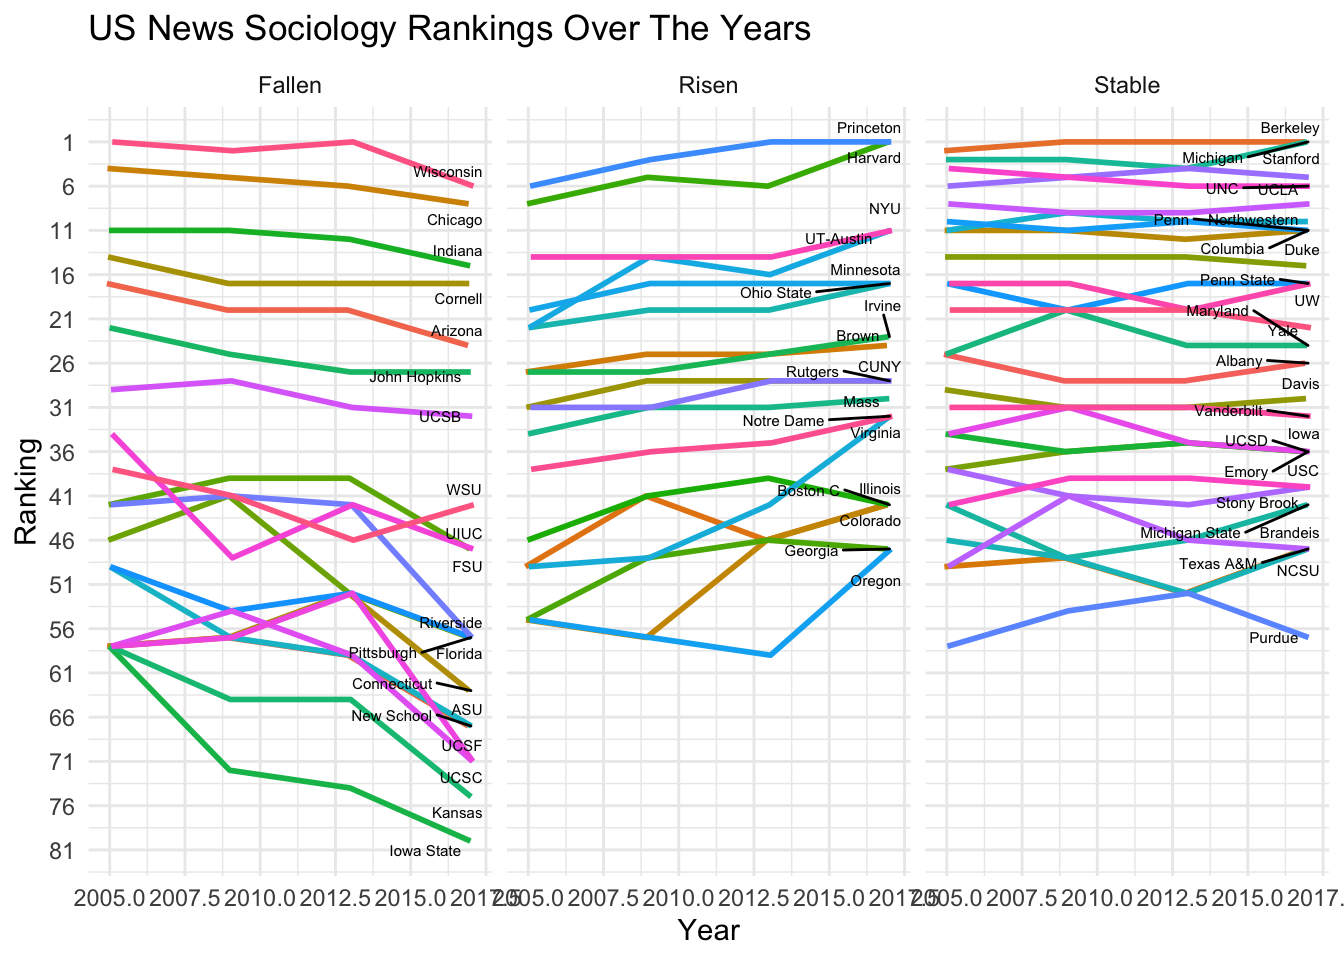 US News Sociology Rankings Over The Years
Fallen
Risen
Stable
Ranking
1
6
11
16
21
26
31
36
41
46
51
56
61
66
71
76
81
Wisconsin
Chicago
Indiana
Cornell
Arizona
John Hopkins
UCSB
WSU
UIUC
FSU
Riverside
Pittsburgh
Florida
Connecticut
ASU
New School
UCSF
UCSC
Kansas
Iowa State
Princeton
Harvard
NYU
UT-Austin
Minnesota
Ohio State
Irvine
Brown
CUNY
Rutgers
Mass
Notre Dame
Virginia
Boston C
Illinois
Colorado
Georgia
Oregon
Berkeley
Michigan
Stanford
UNC
UCLA
Penn
Northwestern
Columbia
Duke
Penn State
UW
Maryland
Yale
Albany
Davis
Vanderbilt
Iowa
UCSD
Emory
USC
Stony Brook
Michigan State
Brandeis
Texas A&M
NCSU
Purdue
2005.0 2007.5 2010.0 2012.5 2015.0 2017.5
2005.0 2007.5 2010.0 2012.5 2015.0 2017.5
2005.0 2007.5 2010.0 2012.5 2015.0 2017.
Year